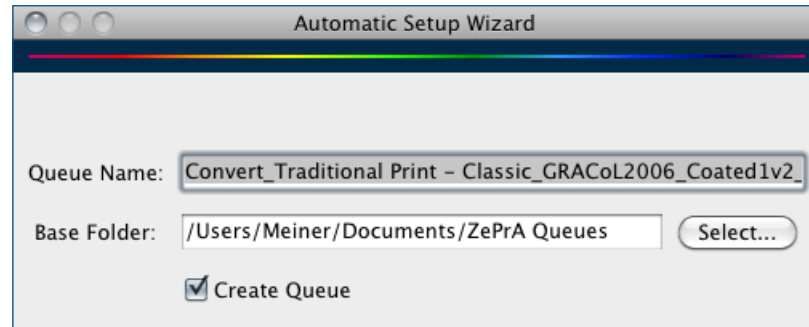 Automatic Setup Wizard
Queue Name: Convert_Traditional Print – Classic_GRACoL2006_Coated1v2_
Base Folder: /Users/Meiner/Documents/ZePrA Queues Select...
Create Queue